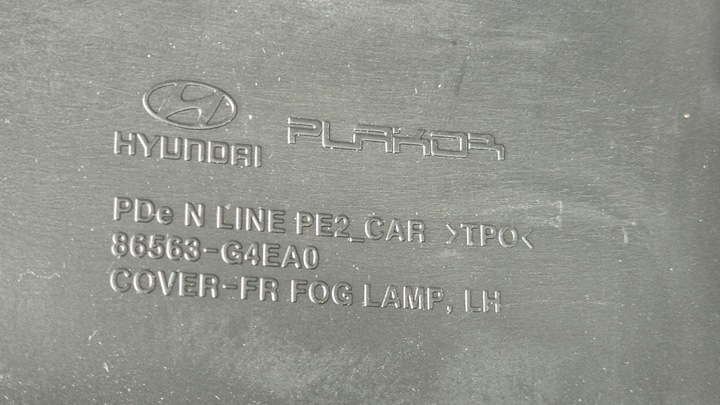 HYUNDAI PLAKOR
PDe N LINE PE2_CAR >TPO<
86563-G4EA0
COVER-FR FOG LAMP, LH